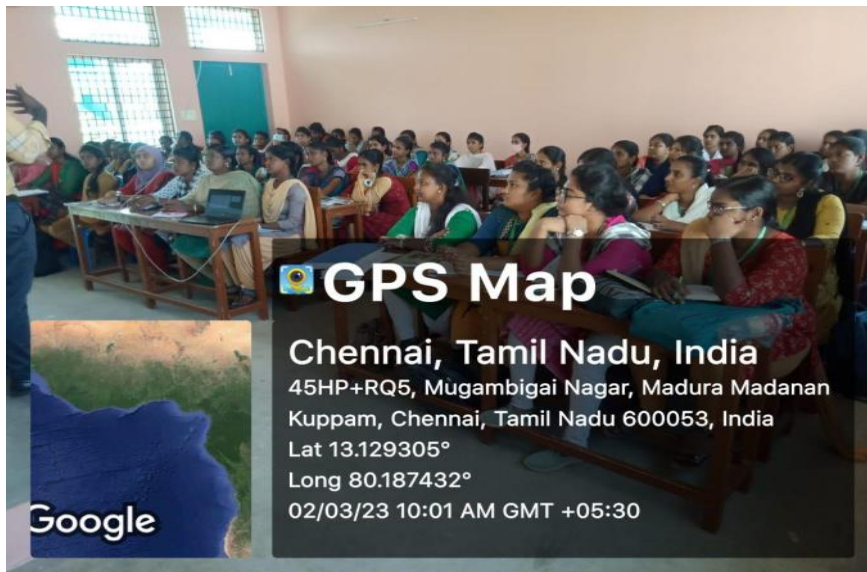 GPS Map
Chennai, Tamil Nadu, India
45HP+RQ5, Mugambigai Nagar, Madura Madanan
Kuppam, Chennai, Tamil Nadu 600053, India
Lat 13.129305°
Long 80.187432°
02/03/23 10:01 AM GMT +05:30
Google